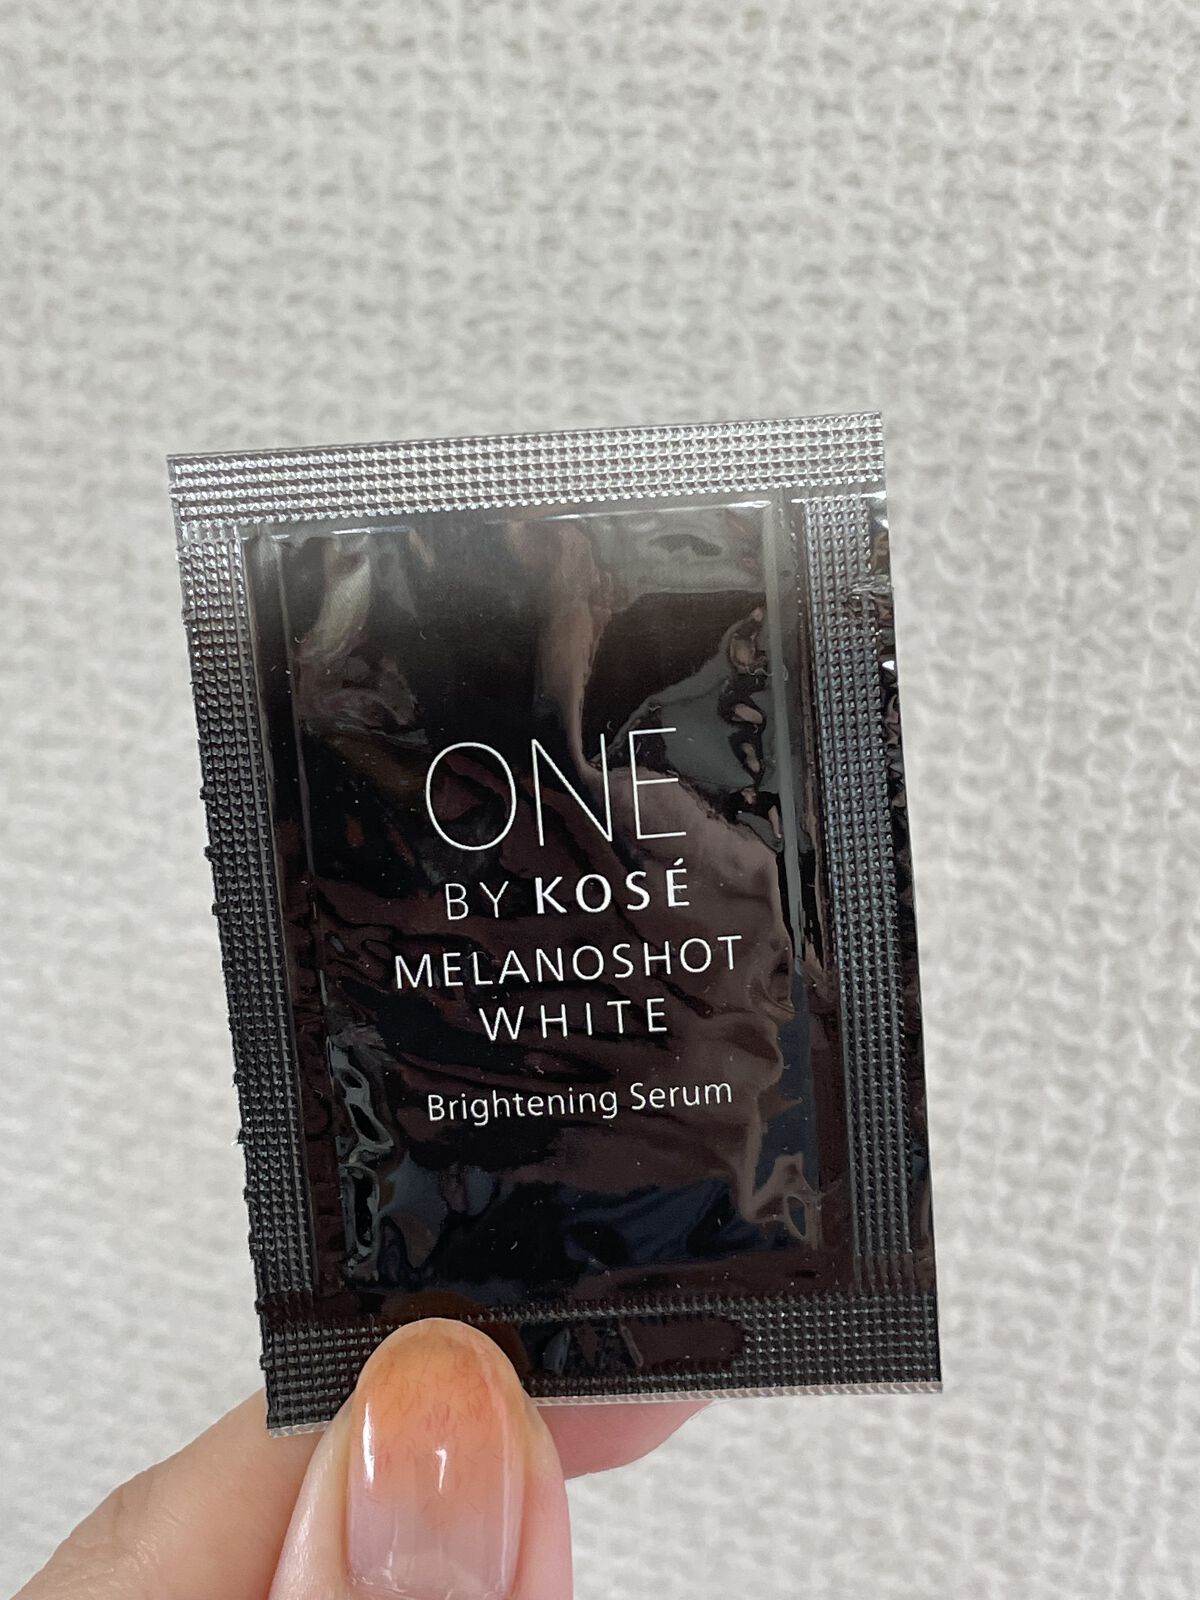 ONE
BY KOSÉ
MELANOSHOT
WHITE
Brightening Serum